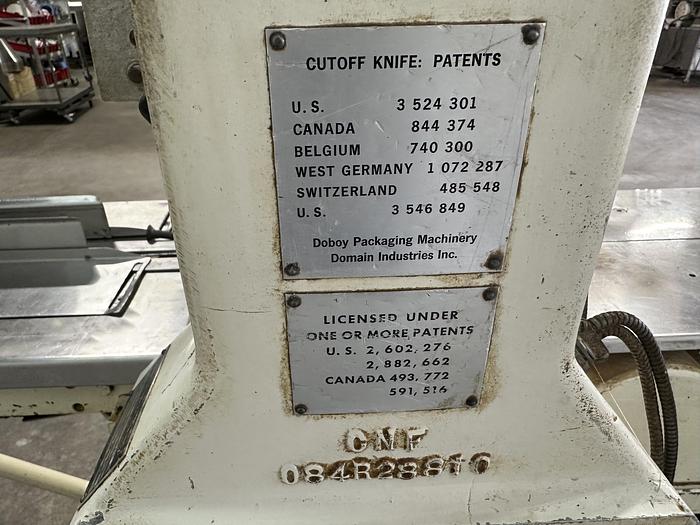 CUTOFF KNIFE: PATENTS
U.S. 3 524 301
CANADA 844 374
BELGIUM 740 300
WEST GERMANY 1 072 287
SWITZERLAND 485 548
U.S. 3 546 849
Doboy Packaging Machinery
Domain Industries Inc.
LICENSED UNDER
ONE OR MORE PATENTS
U.S. 2,602,276
2,882,662
CANADA 493,772
591,516